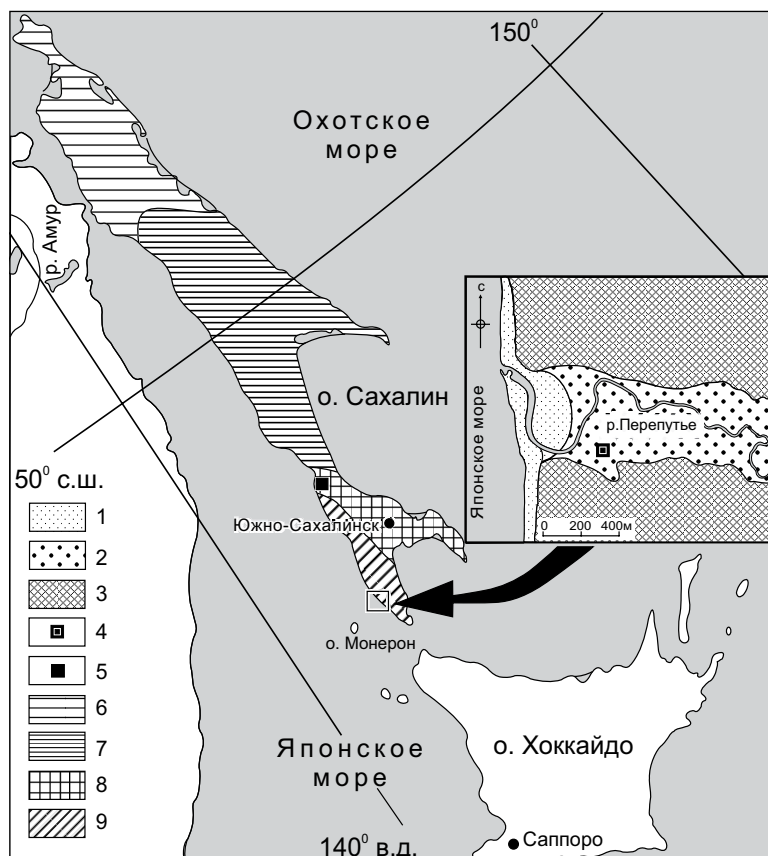 150⁰
Охотское
море
р. Амур
с
о. Сахалин
р.Перепутье
Японское море
50⁰ с.ш.
1
Южно-Сахалинск
0 200 400м
2
3
4
о. Монерон
5
6
7
Японское
море
о. Хоккайдо
8
9
140⁰ в.д.
Саппоро